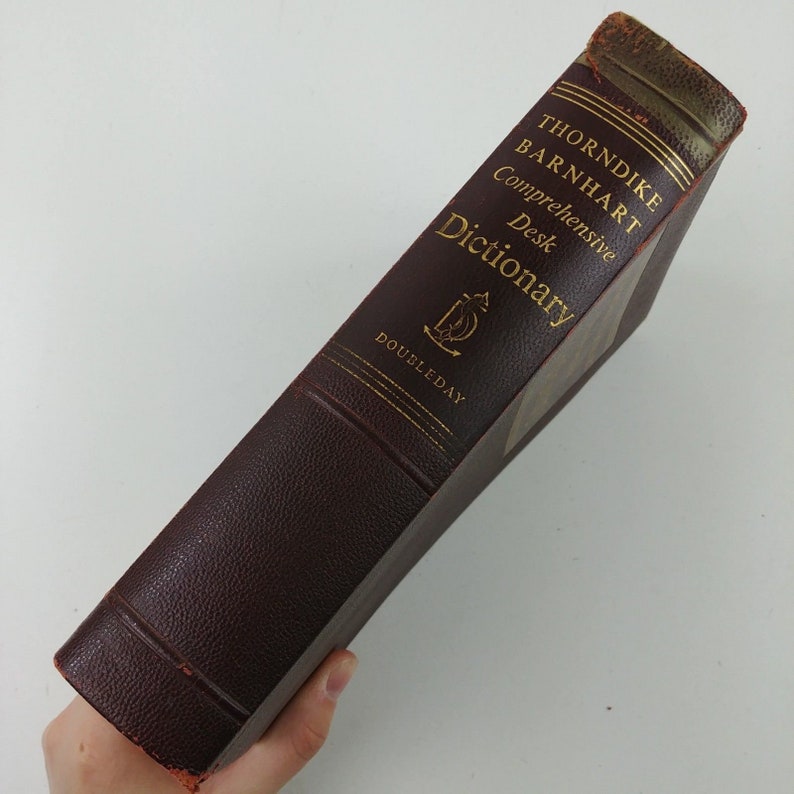 THORNDIKE
BARNHART
Comprehensive
Desk
Dictionary
DOUBLEDAY